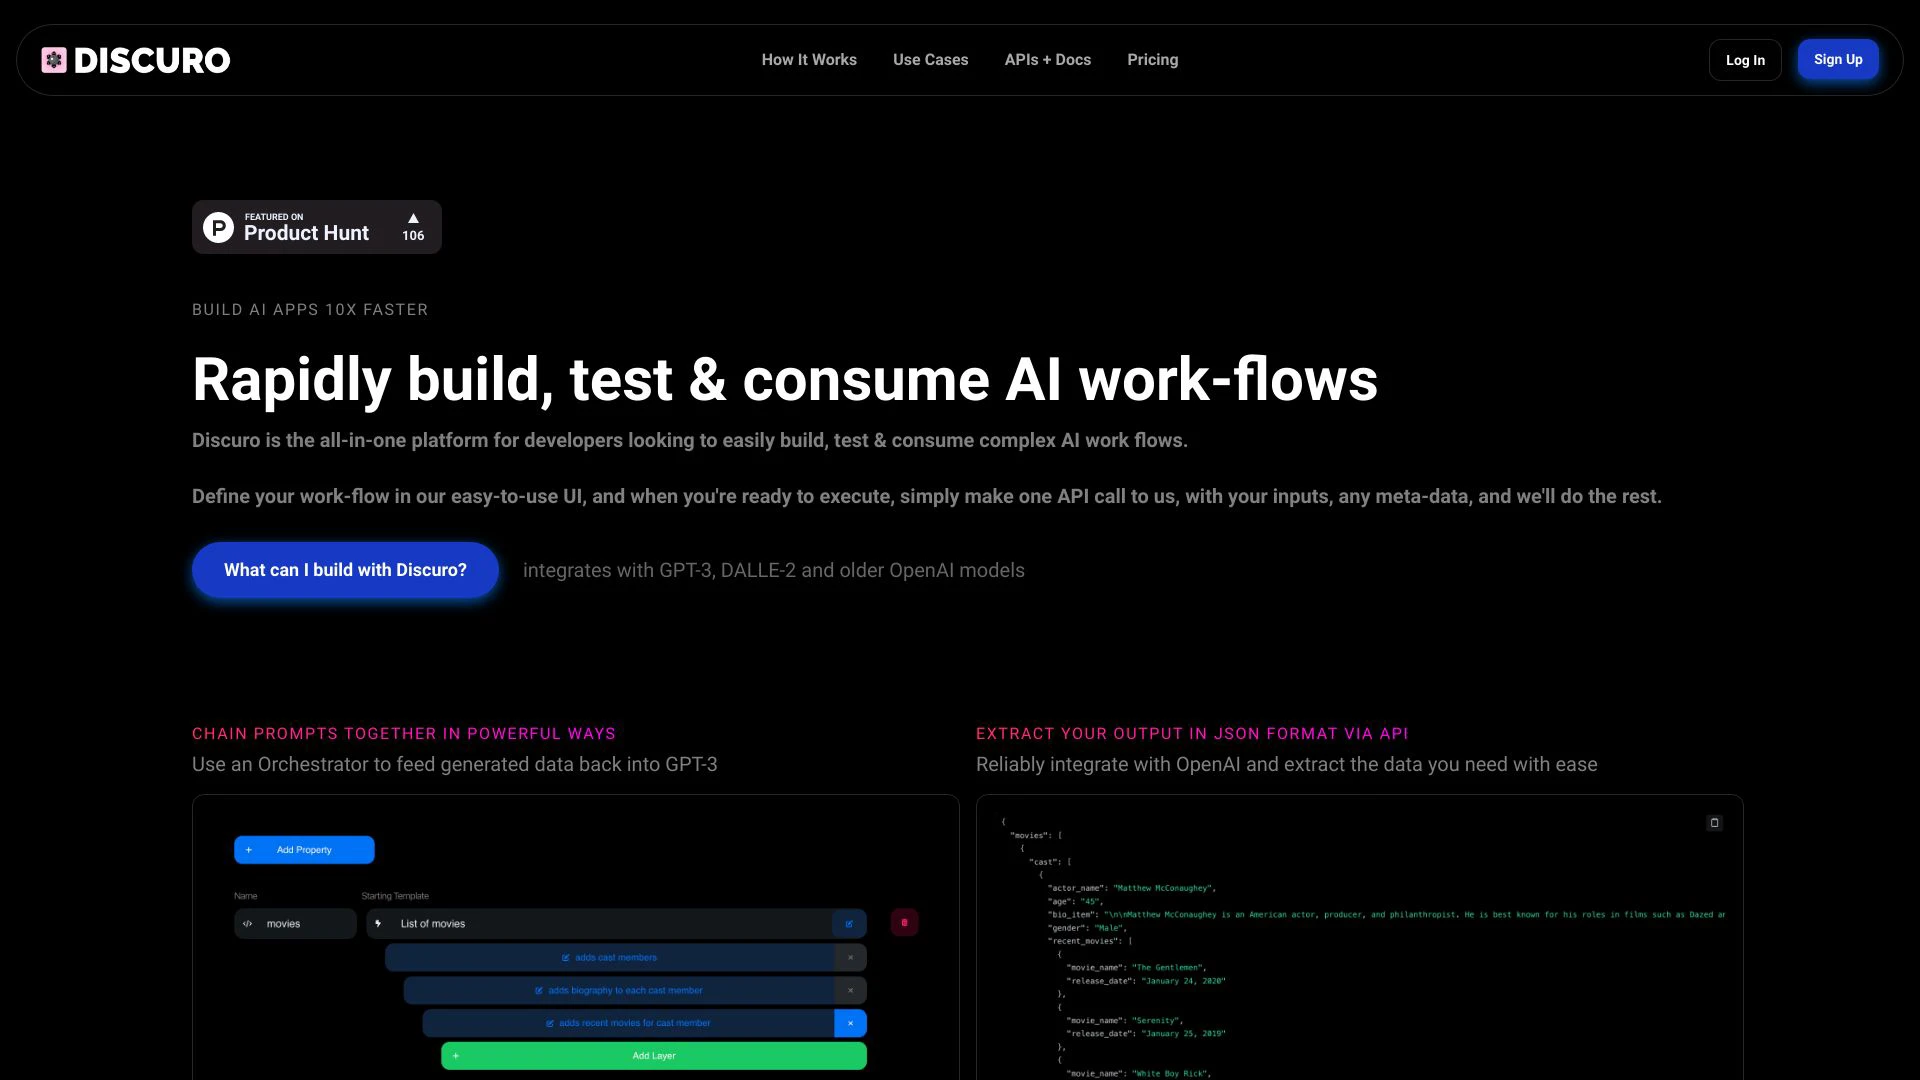 DISCURO
How It Works
Use Cases
APIs + Docs
Pricing
Log In
Sign Up
FEATURED ON
Product Hunt
106
BUILD AI APPS 10X FASTER
Rapidly build, test & consume AI work-flows
Discuro is the all-in-one platform for developers looking to easily build, test & consume complex AI work flows.
Define your work-flow in our easy-to-use UI, and when you're ready to execute, simply make one API call to us, with your inputs, any meta-data, and we'll do the rest.
What can I build with Discuro?
integrates with GPT-3, DALLE-2 and older OpenAI models
CHAIN PROMPTS TOGETHER IN POWERFUL WAYS
Use an Orchestrator to feed generated data back into GPT-3
+ Add Property
Name
Starting Template
</> movies
List of movies
adds cast members
adds biography to each cast member
adds recent movies for cast member
+ Add Layer
EXTRACT YOUR OUTPUT IN JSON FORMAT VIA API
Reliably integrate with OpenAI and extract the data you need with ease
{
"movies": [
{
"cast": [
{
"actor_name": "Matthew McConaughey",
"age": "45",
"bio_item": "\n\nMatthew McConaughey is an American actor, producer, and philanthropist. He is best known for his roles in films such as Dazed ar
"gender": "Male",
"recent_movies": [
{
"movie_name": "The Gentlemen",
"release_date": "January 24, 2020"
},
{
"movie_name": "Serenity",
"release_date": "January 25, 2019"
},
{
"movie_name": "White Boy Rick",